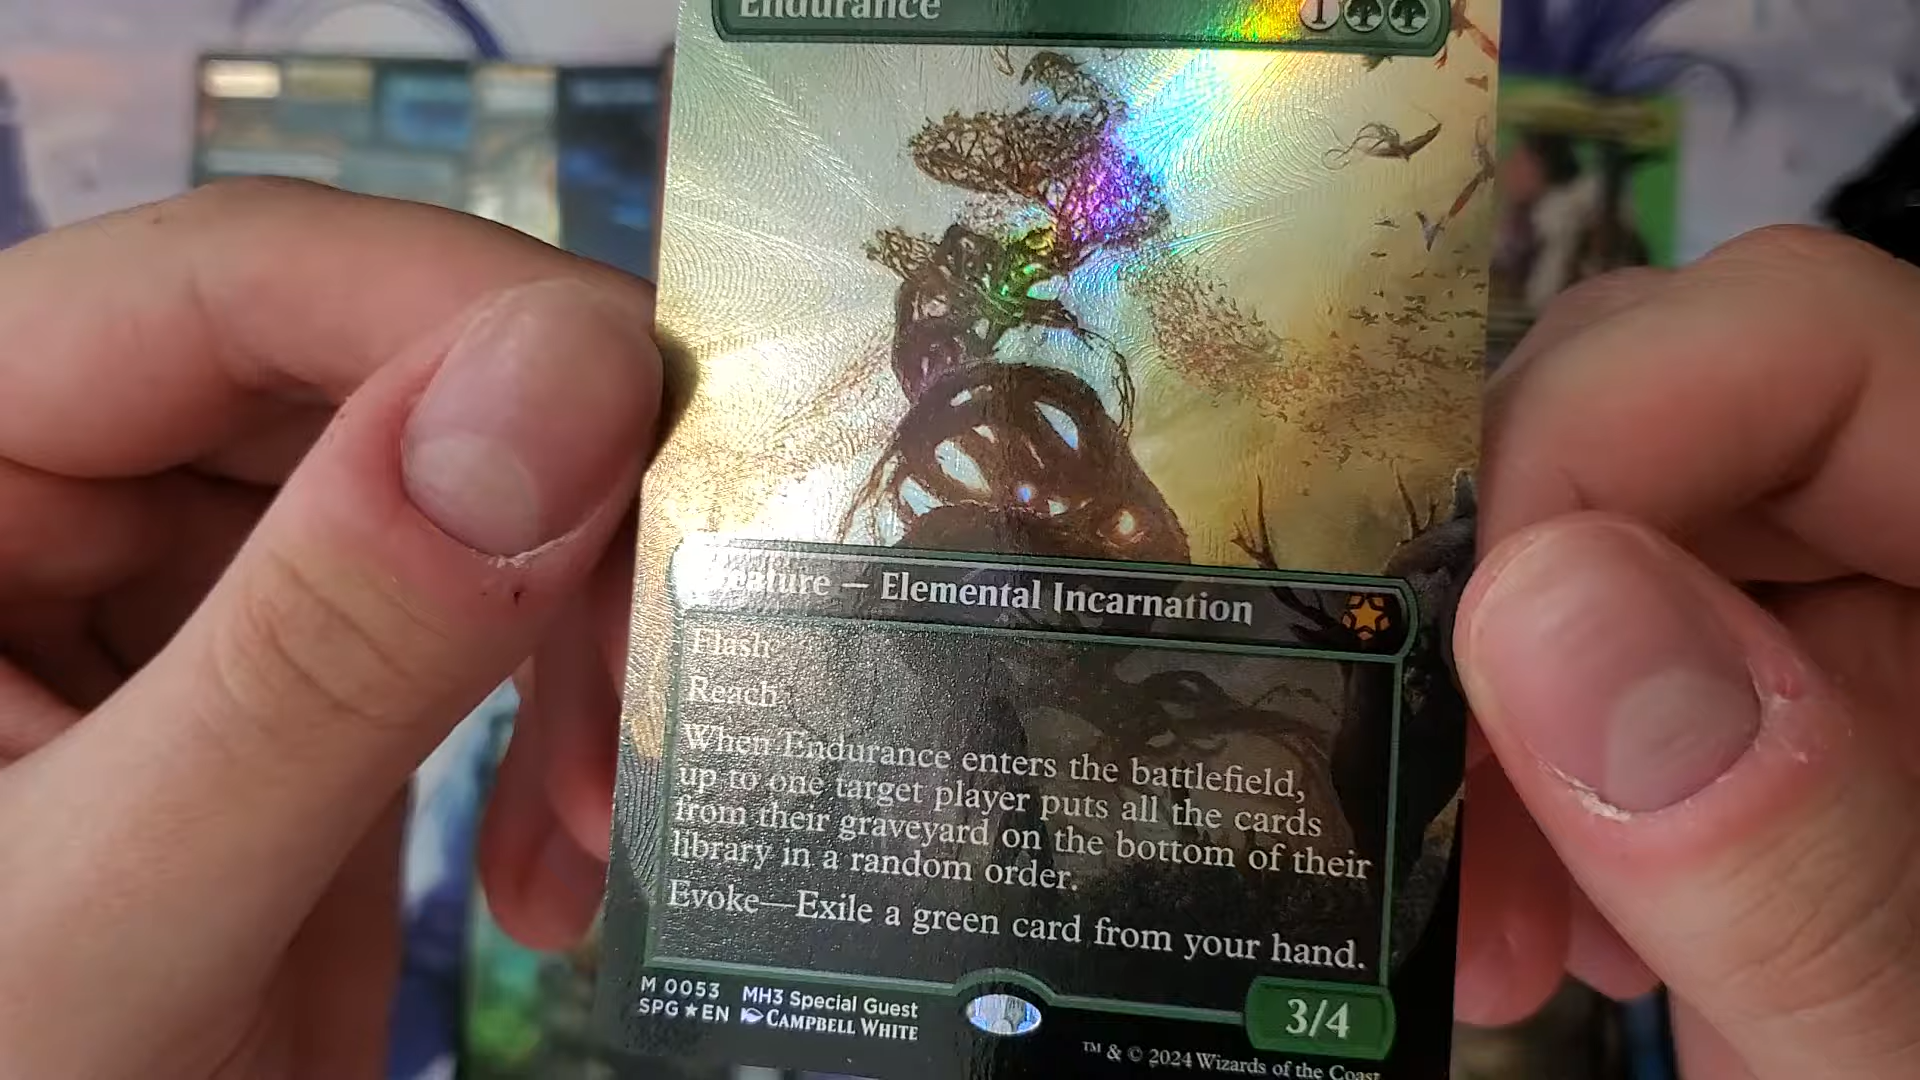 Endurance 1
Creature — Elemental Incarnation
Flash
Reach
When Endurance enters the battlefield,
up to one target player puts all the cards
from their graveyard on the bottom of their
library in a random order.
Evoke—Exile a green card from your hand.
3/4
M 0053 MH3 Special Guest
SPG★EN CAMPBELL WHITE
™ & © 2024 Wizards of the Coast